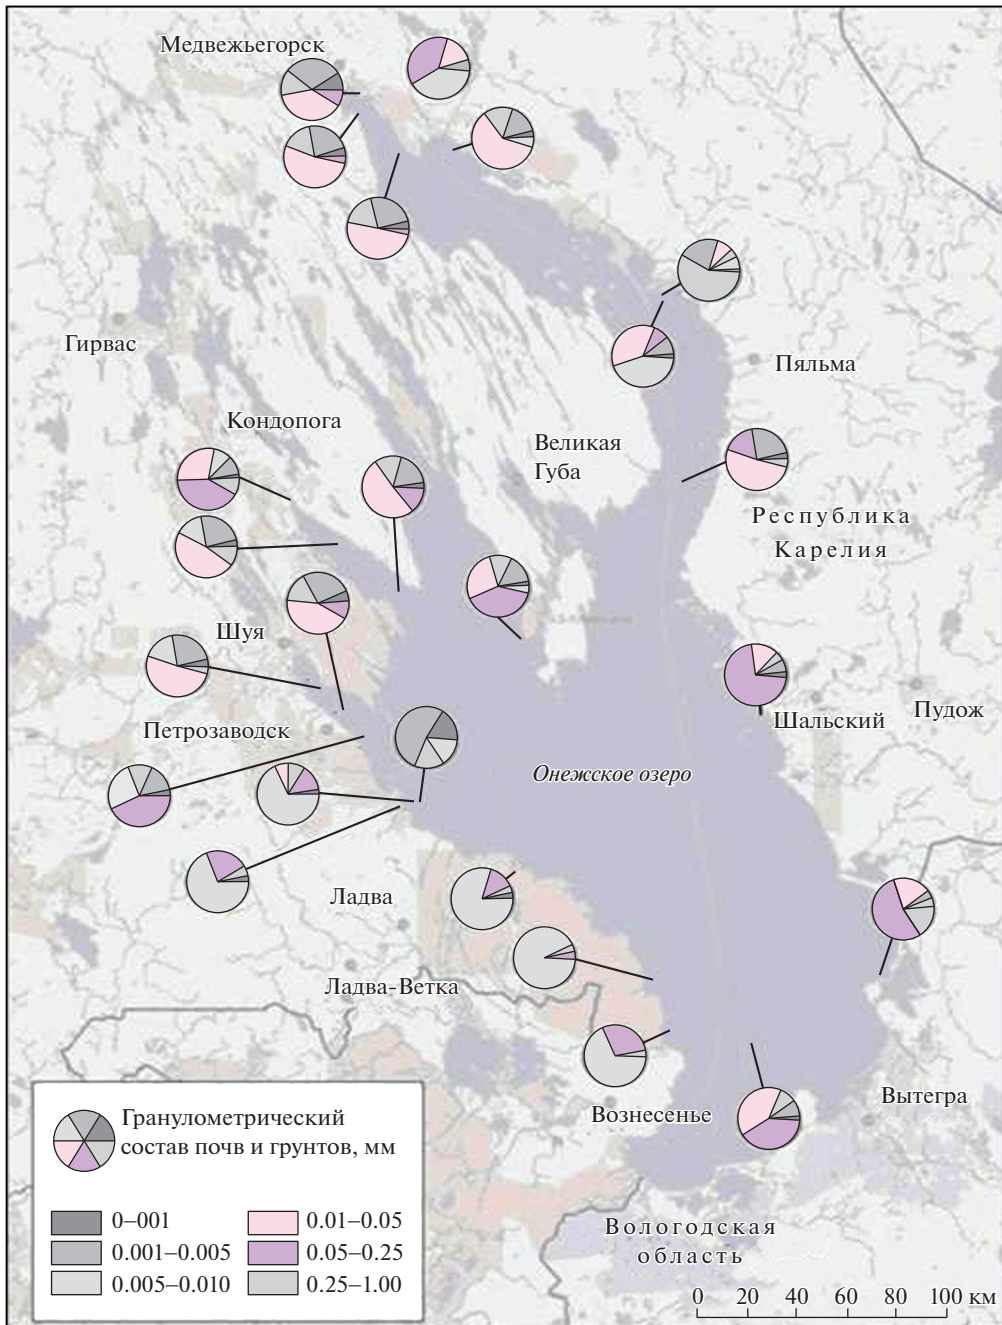 Медвежьегорск
Гирвас
Пяльма
Кондопога
Великая
Губа
Республика
Карелия
Шуя
Петрозаводск
Шальский
Пудож
Онежское озеро
Ладва
Ладва-Ветка
Вознесенье
Вытегра
Вологодская
область
Гранулометрический
состав почв и грунтов, мм
0–001
0.01–0.05
0.001–0.005
0.05–0.25
0.005–0.010
0.25–1.00
0 20 40 60 80 100 км